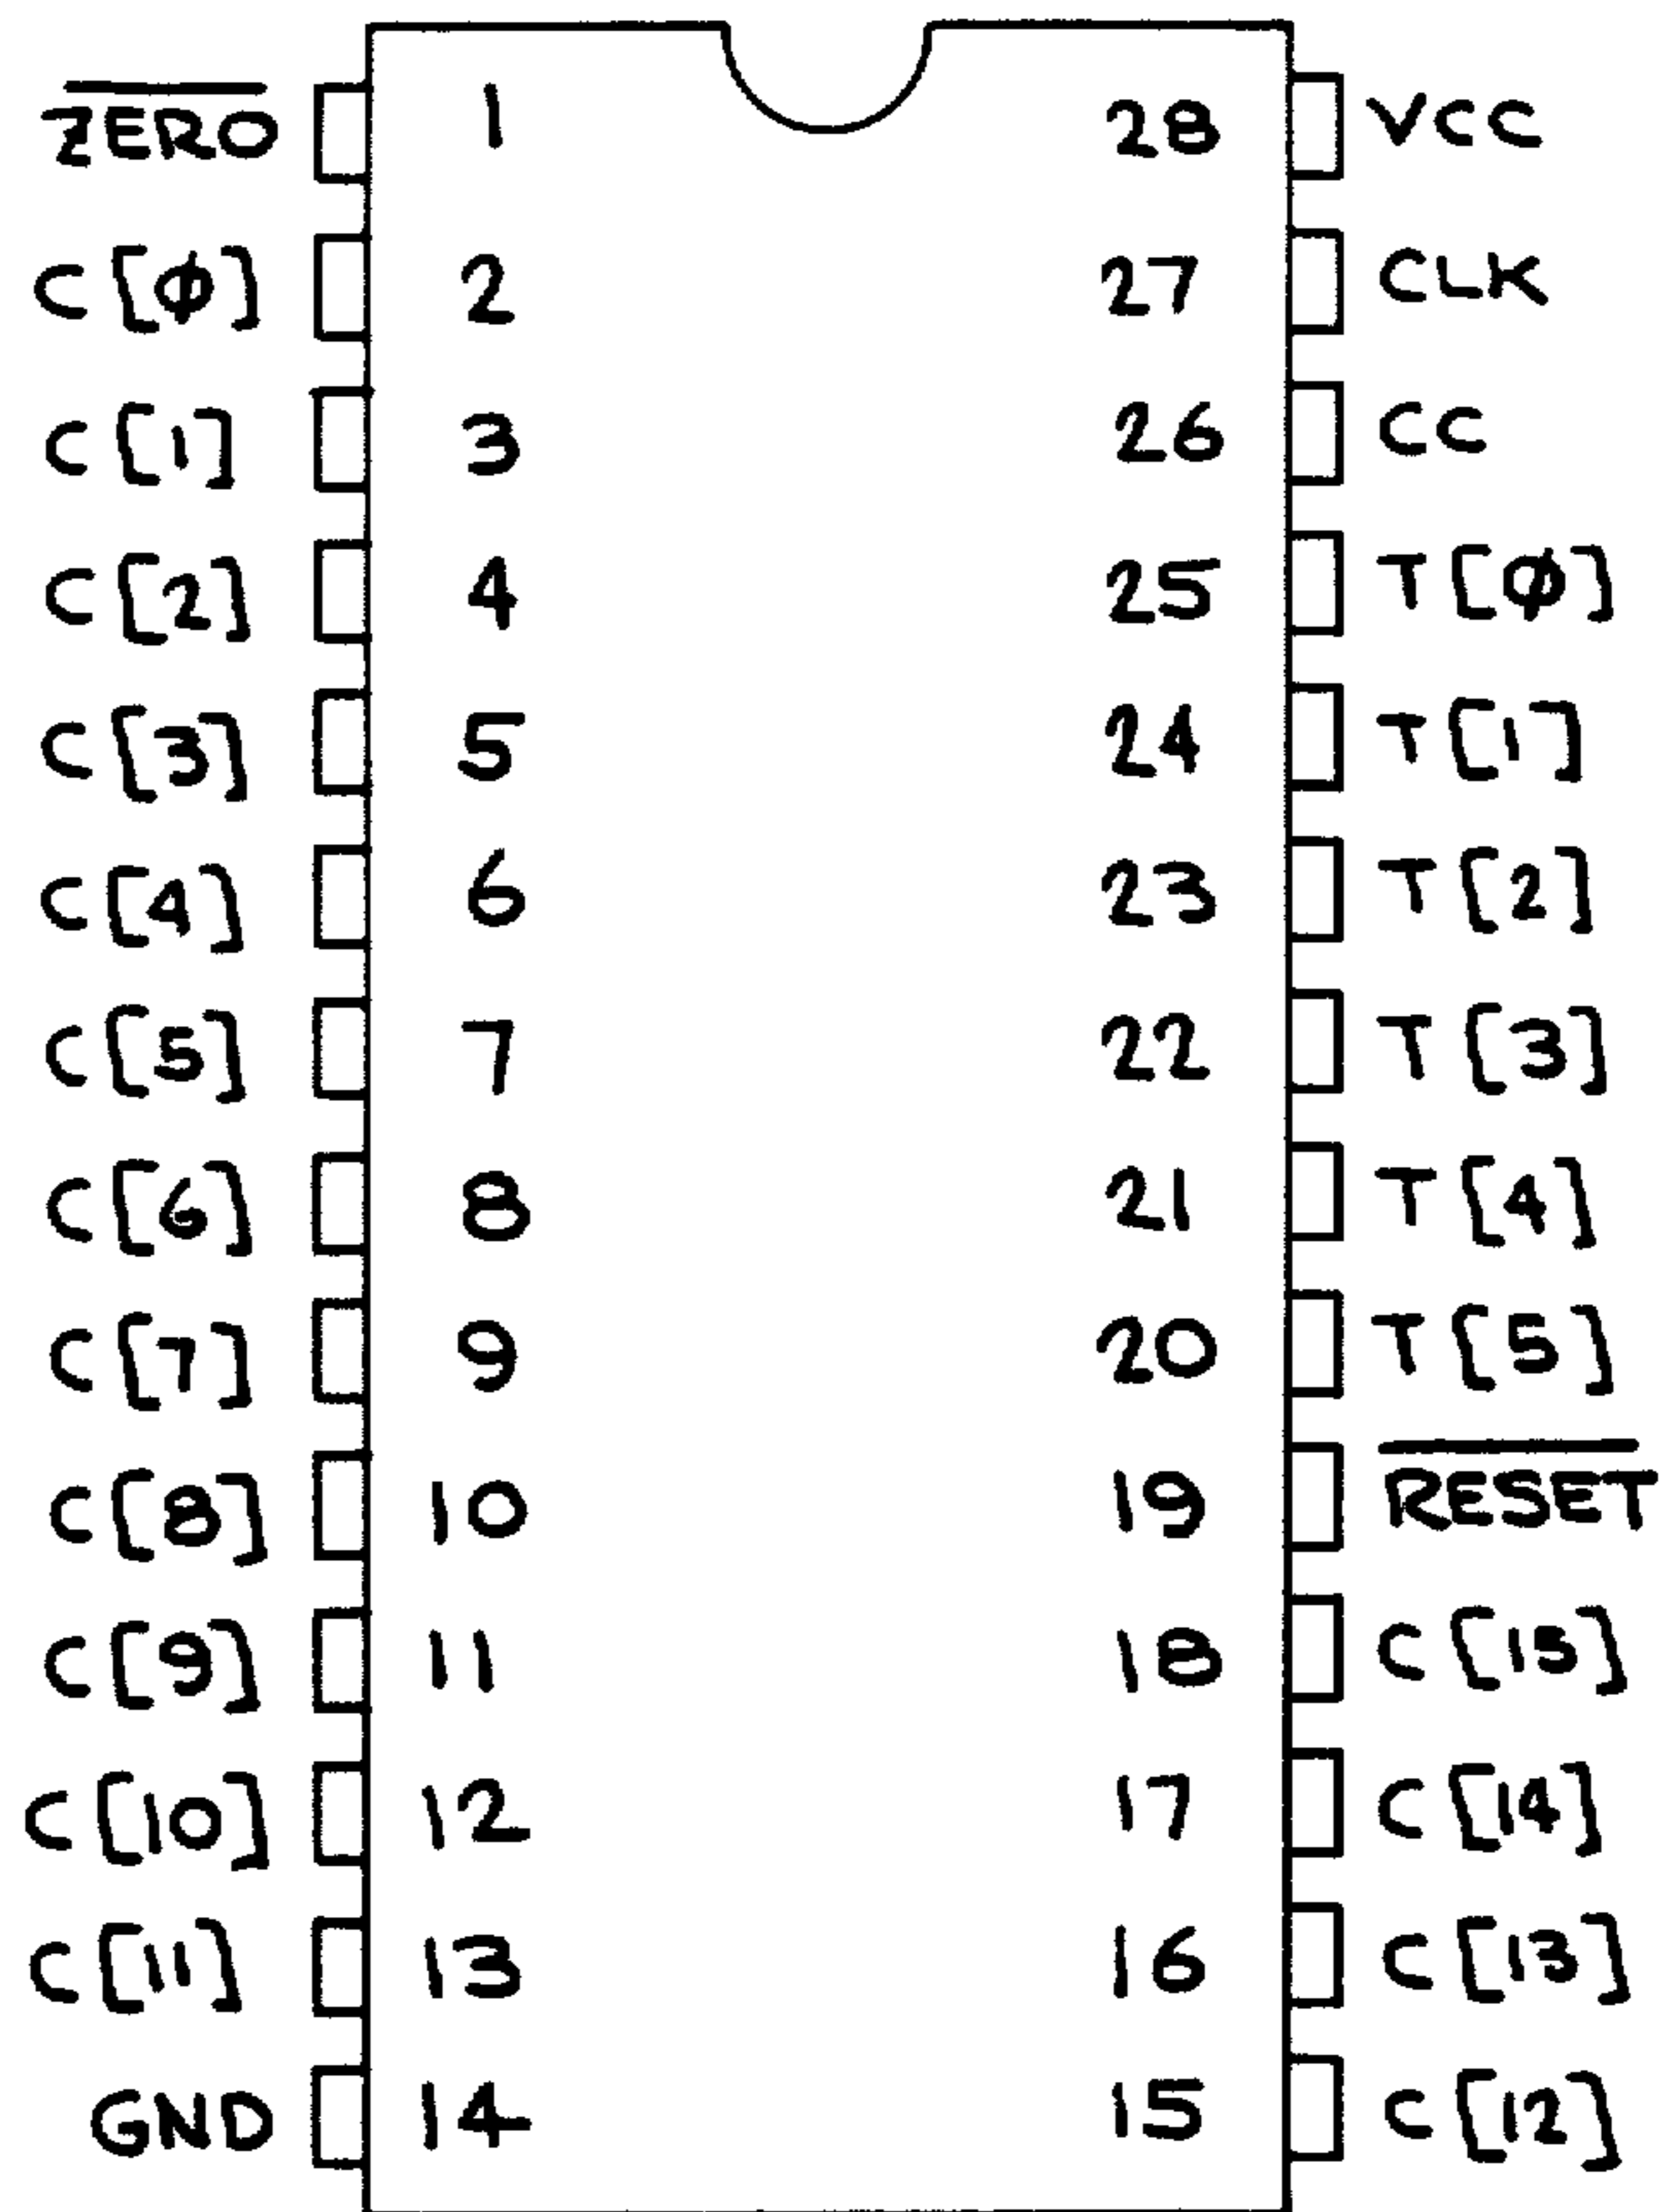 Z̅E̅R̅O̅ 1 28 VCC
C[0] 2 27 CLK
C[1] 3 26 CC
C[2] 4 25 T[0]
C[3] 5 24 T[1]
C[4] 6 23 T[2]
C[5] 7 22 T[3]
C[6] 8 21 T[4]
C[7] 9 20 T[5]
C[8] 10 19 R̅E̅S̅E̅T̅
C[9] 11 18 C[15]
C[10] 12 17 C[14]
C[11] 13 16 C[13]
GND 14 15 C[12]